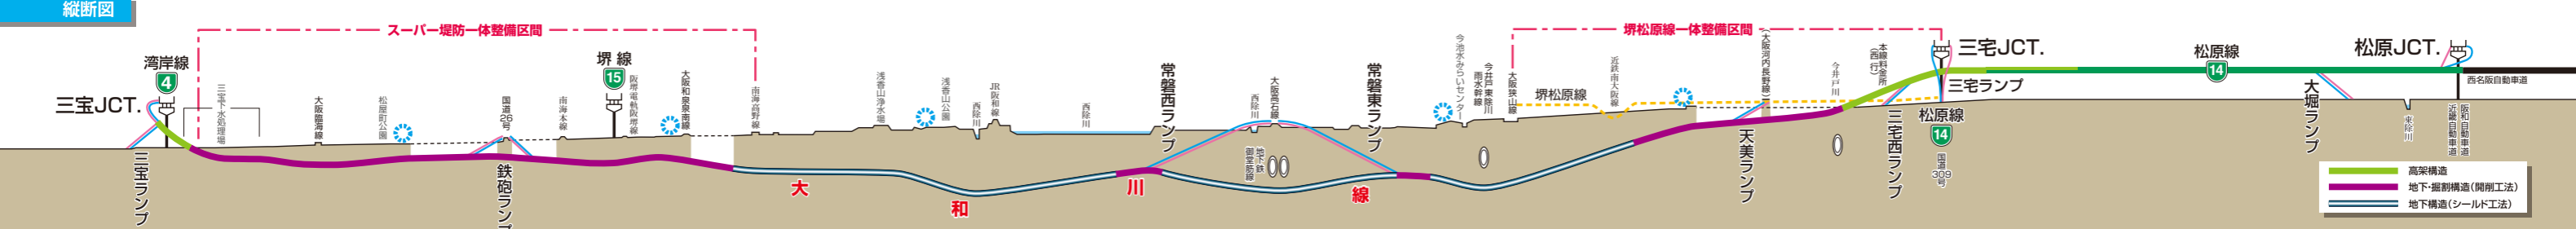 縦断図
スーパー堤防一体整備区間
堺松原線一体整備区間
湾岸線
4
三宝JCT.
三宝ランプ
三宝下水処理場
大阪臨海線
松屋町公園
国道26号
鉄砲ランプ
南海本線
堺線
15
阪堺電軌阪堺線
大阪和泉泉南線
南海高野線
大
和
川
線
浅香山浄水場
浅香山公園
西除川
JR阪和線
西除川
常磐西ランプ
西除川
地下鉄
御堂筋線
大阪高石線
常磐東ランプ
今池水みらいセンター
雨水幹線
今井戸東除川
大阪狭山線
堺松原線
近鉄南大阪線
天美ランプ
(大阪河内長野線)
今井戸川
本線料金所
(西行)
三宅西ランプ
三宅JCT.
三宅ランプ
松原線
14
国道
309
号
松原線
14
大堀ランプ
東除川
松原JCT.
西名阪自動車道
阪和自動車道
近畿自動車道
高架構造
地下・掘割構造(開削工法)
地下構造(シールド工法)